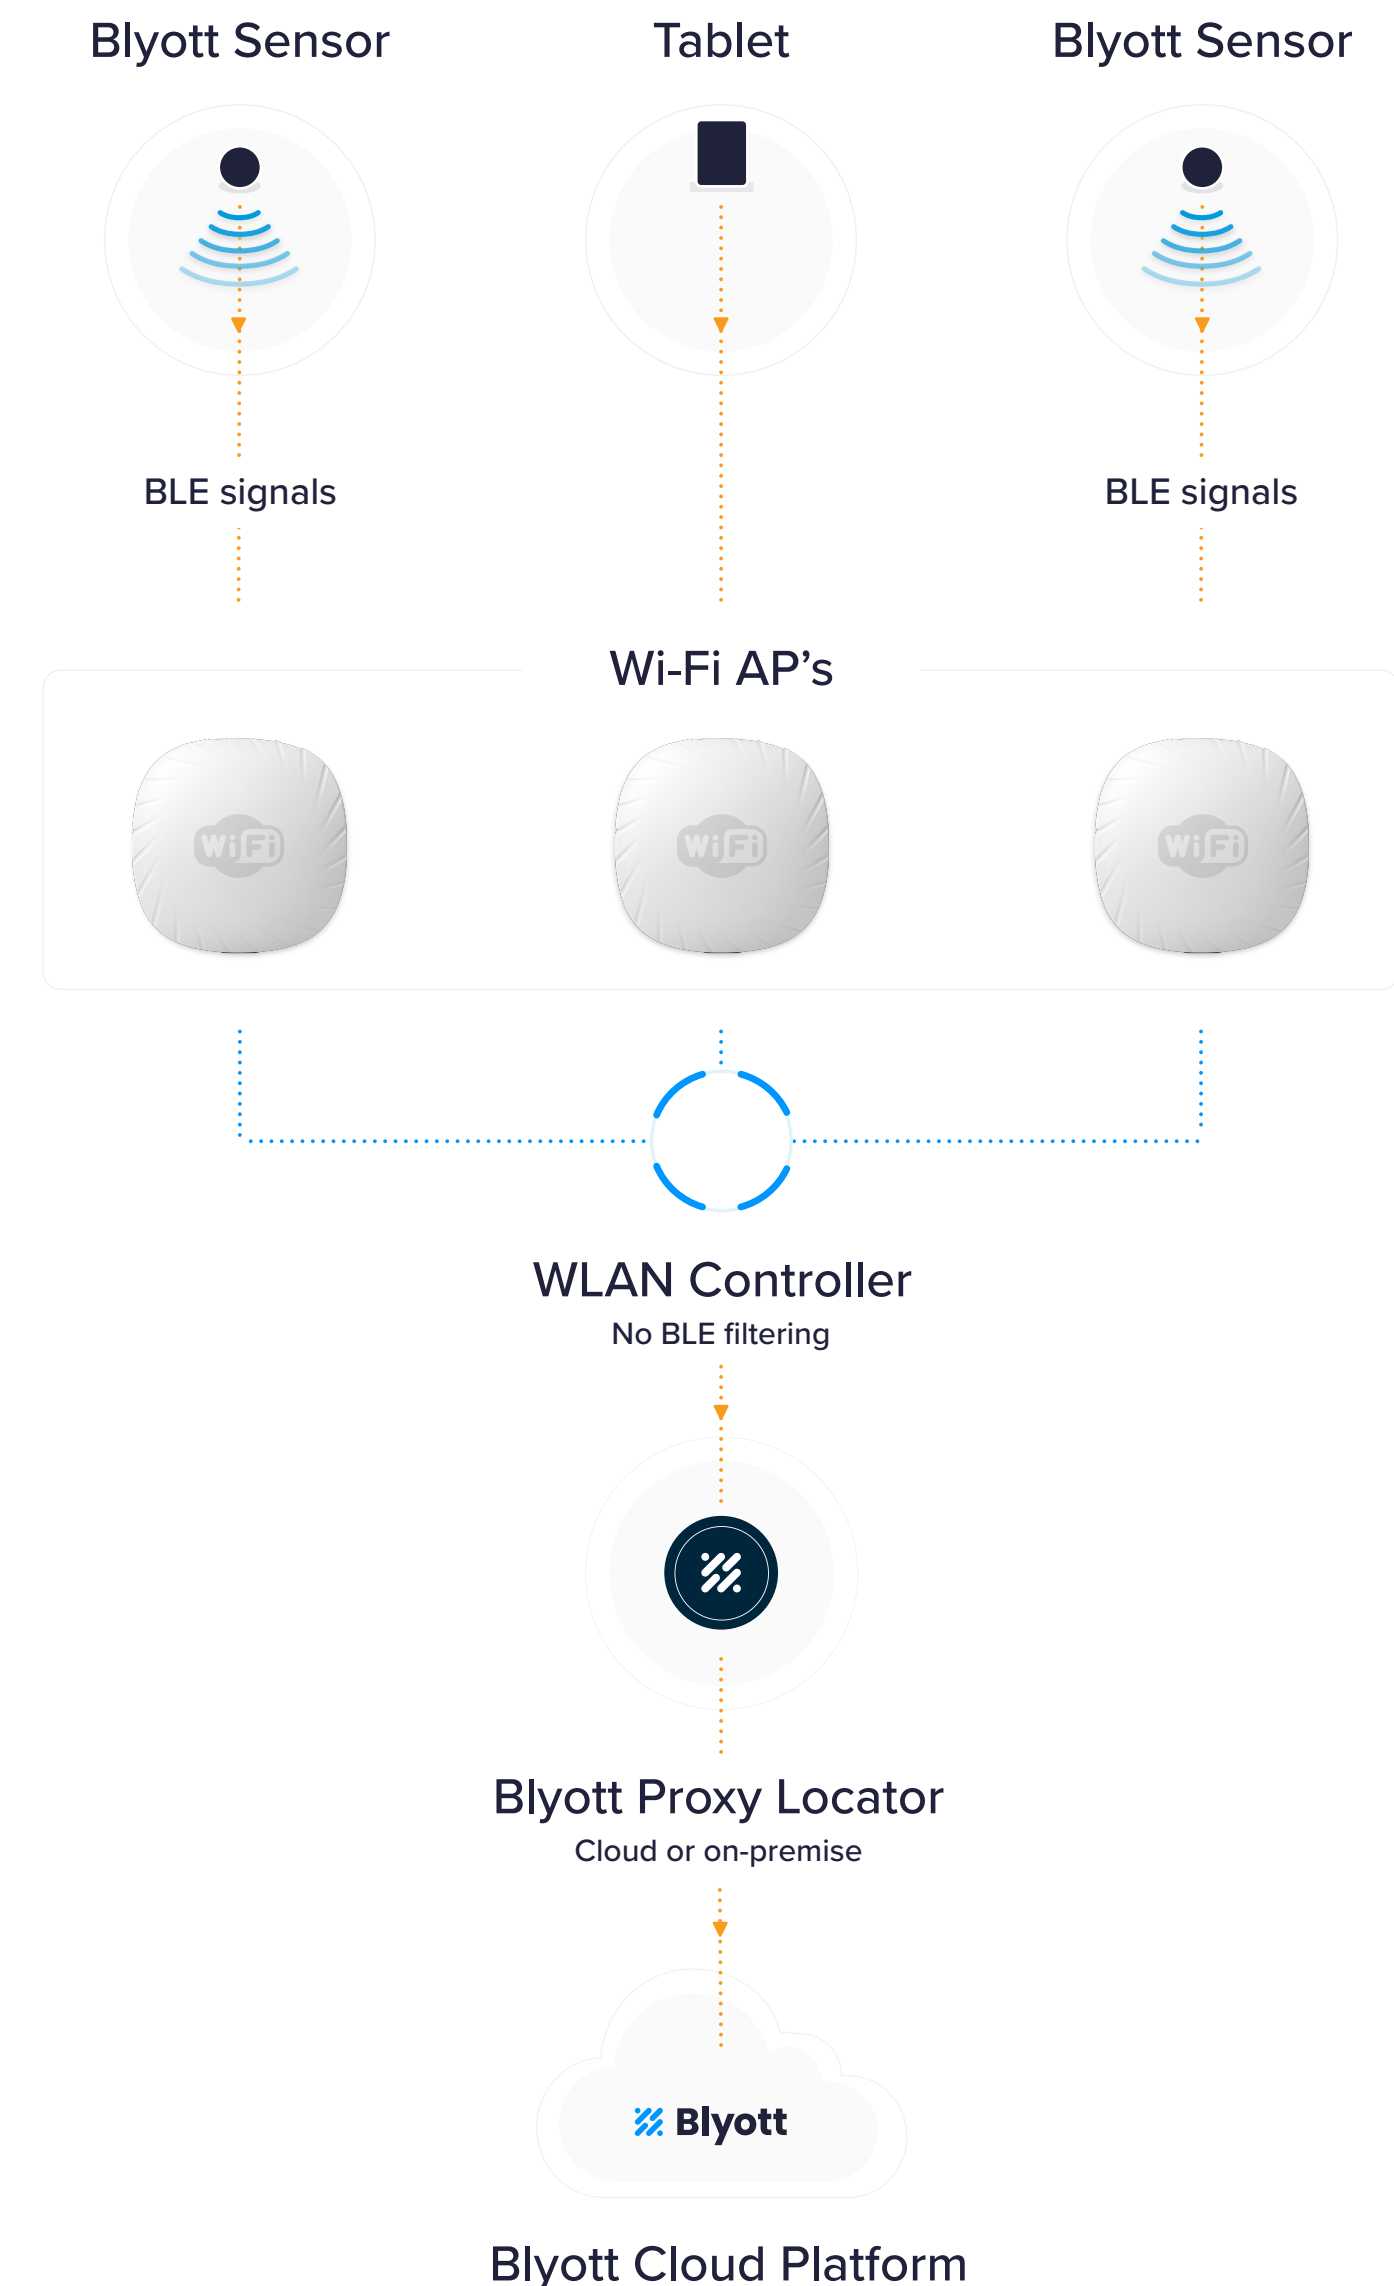 Blyott Sensor
Tablet
Blyott Sensor
BLE signals
BLE signals
Wi-Fi AP’s
WiFi
WiFi
WiFi
WLAN Controller
No BLE filtering
Blyott Proxy Locator
Cloud or on-premise
Blyott
Blyott Cloud Platform